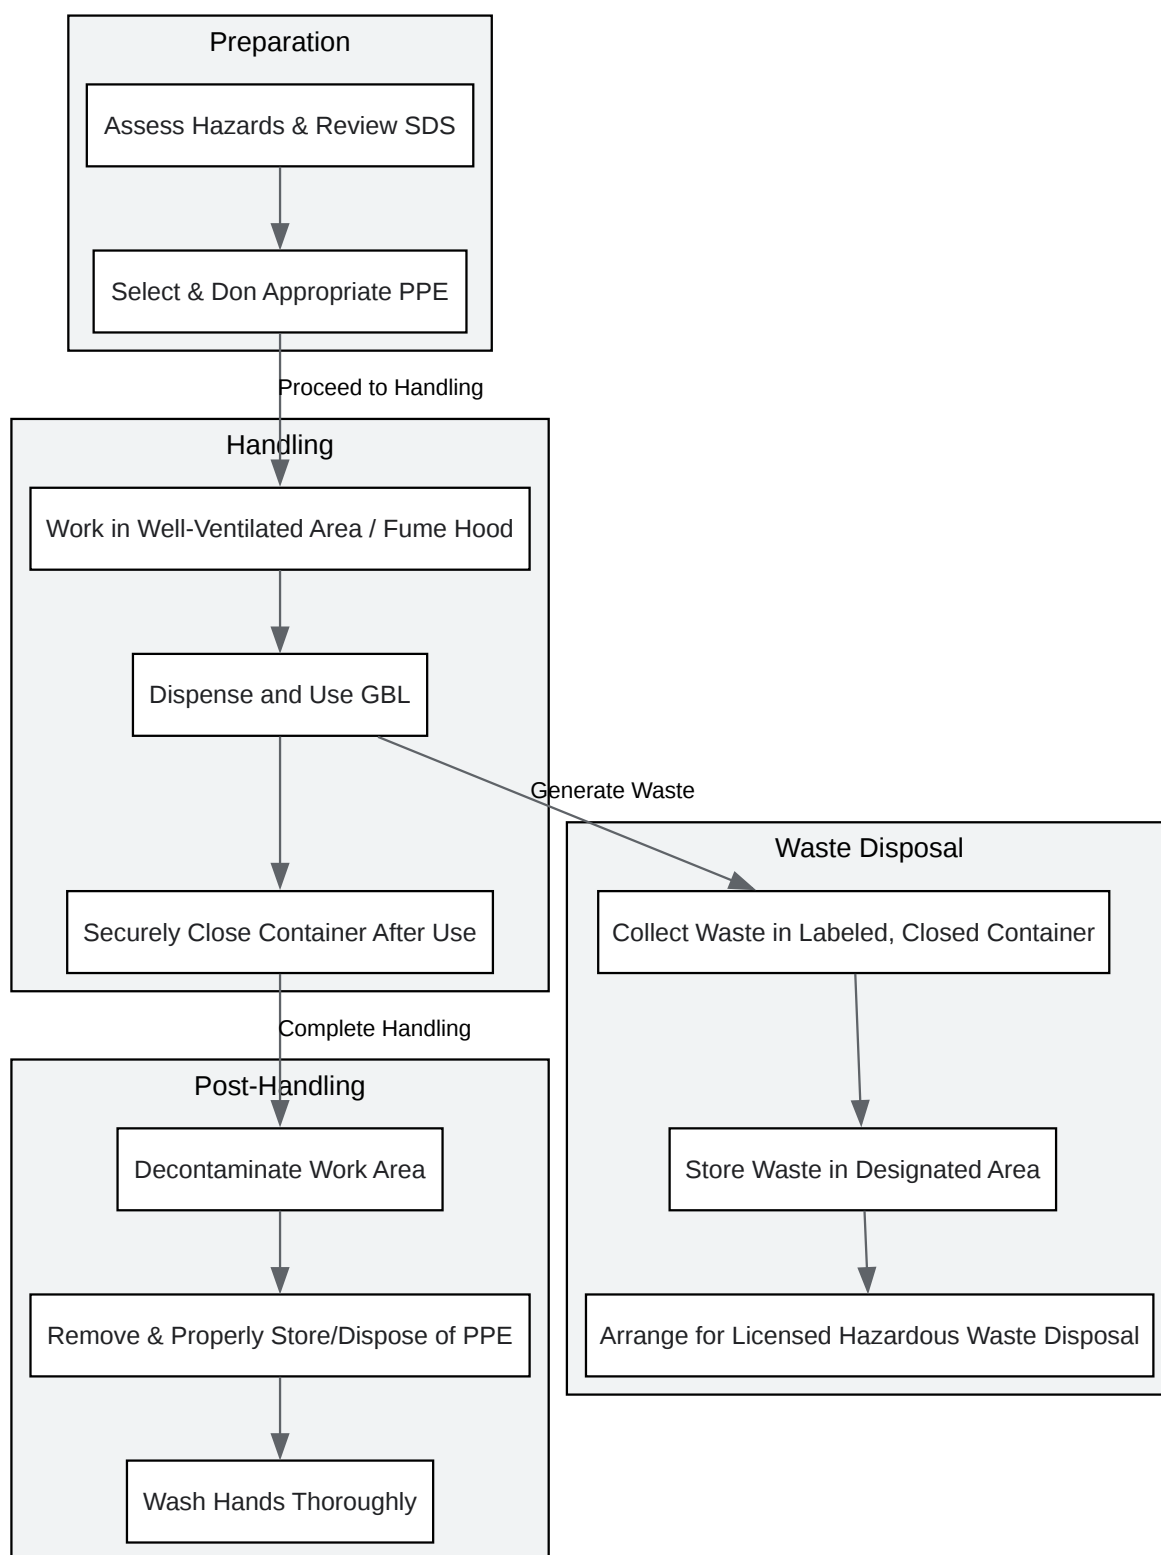 Preparation
Assess Hazards & Review SDS
Select & Don Appropriate PPE
Proceed to Handling
Handling
Work in Well-Ventilated Area / Fume Hood
Dispense and Use GBL
Generate Waste
Securely Close Container After Use
Complete Handling
Waste Disposal
Collect Waste in Labeled, Closed Container
Store Waste in Designated Area
Arrange for Licensed Hazardous Waste Disposal
Post-Handling
Decontaminate Work Area
Remove & Properly Store/Dispose of PPE
Wash Hands Thoroughly